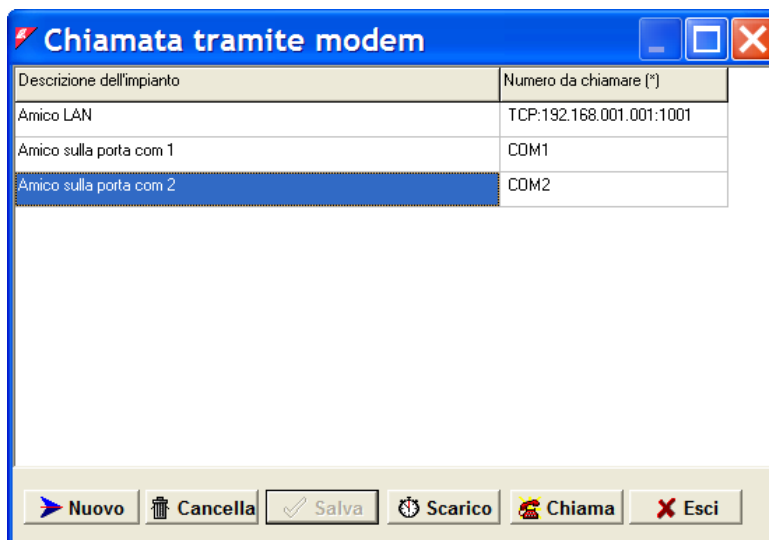 Chiamata tramite modem
Descrizione dell'impianto Numero da chiamare (*)
Amico LAN TCP:192.168.001.001:1001
Amico sulla porta com 1 COM1
Amico sulla porta com 2 COM2
Nuovo Cancella Salva Scarico Chiama Esci